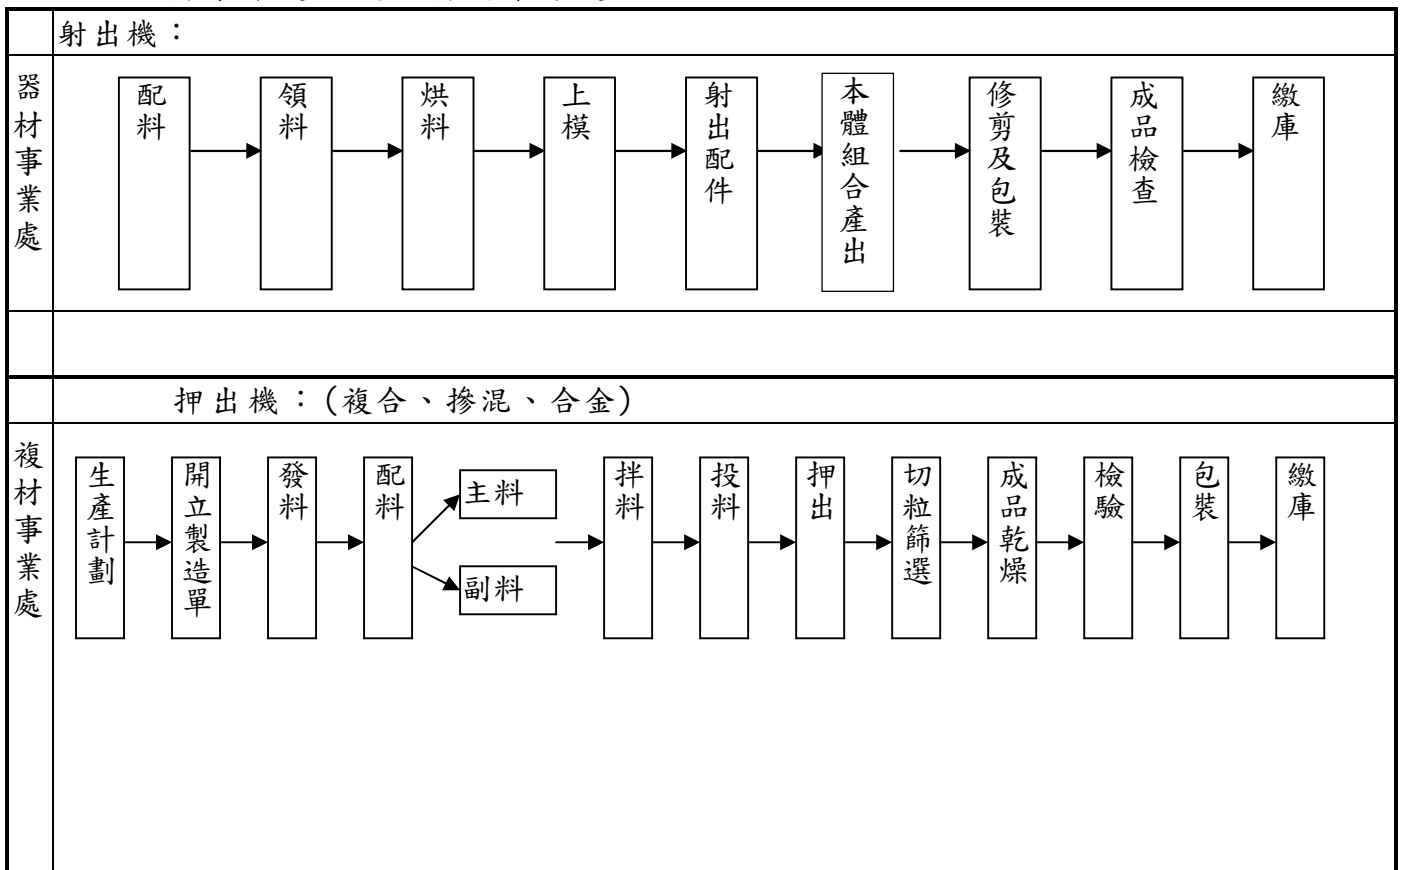 射出機：
器材事業處
配料
領料
烘料
上模
射出配件
本體組合產出
修剪及包裝
成品檢查
繳庫
押出機：(複合、摻混、合金)
複材事業處
生產計劃
開立製造單
發料
配料
主料
副料
拌料
投料
押出
切粒篩選
成品乾燥
檢驗
包裝
繳庫